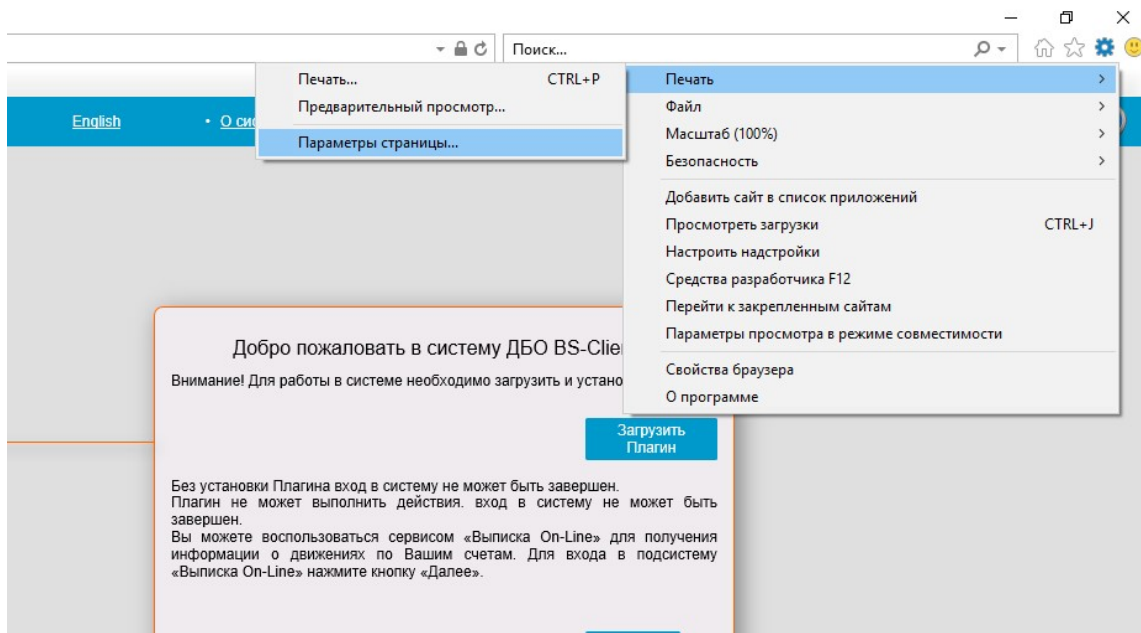 Поиск...
Печать... CTRL+P
Предварительный просмотр...
Параметры страницы...
Печать
Файл
Масштаб (100%)
Безопасность
Добавить сайт в список приложений
Просмотреть загрузки CTRL+J
Настроить надстройки
Средства разработчика F12
Перейти к закрепленным сайтам
Параметры просмотра в режиме совместимости
Свойства браузера
О программе
English
• О
Добро пожаловать в систему ДБО
Внимание! Для работы в системе необходимо загрузить и
Загрузить
Плагин
Без установки Плагина вход в систему не может быть завершен.
Плагин не может выполнить действия. вход в систему не может быть
завершен.
Вы можете воспользоваться сервисом «Выписка On-Line» для получения
информации о движениях по Вашим счетам. Для входа в подсистему
«Выписка On-Line» нажмите кнопку «Далее».